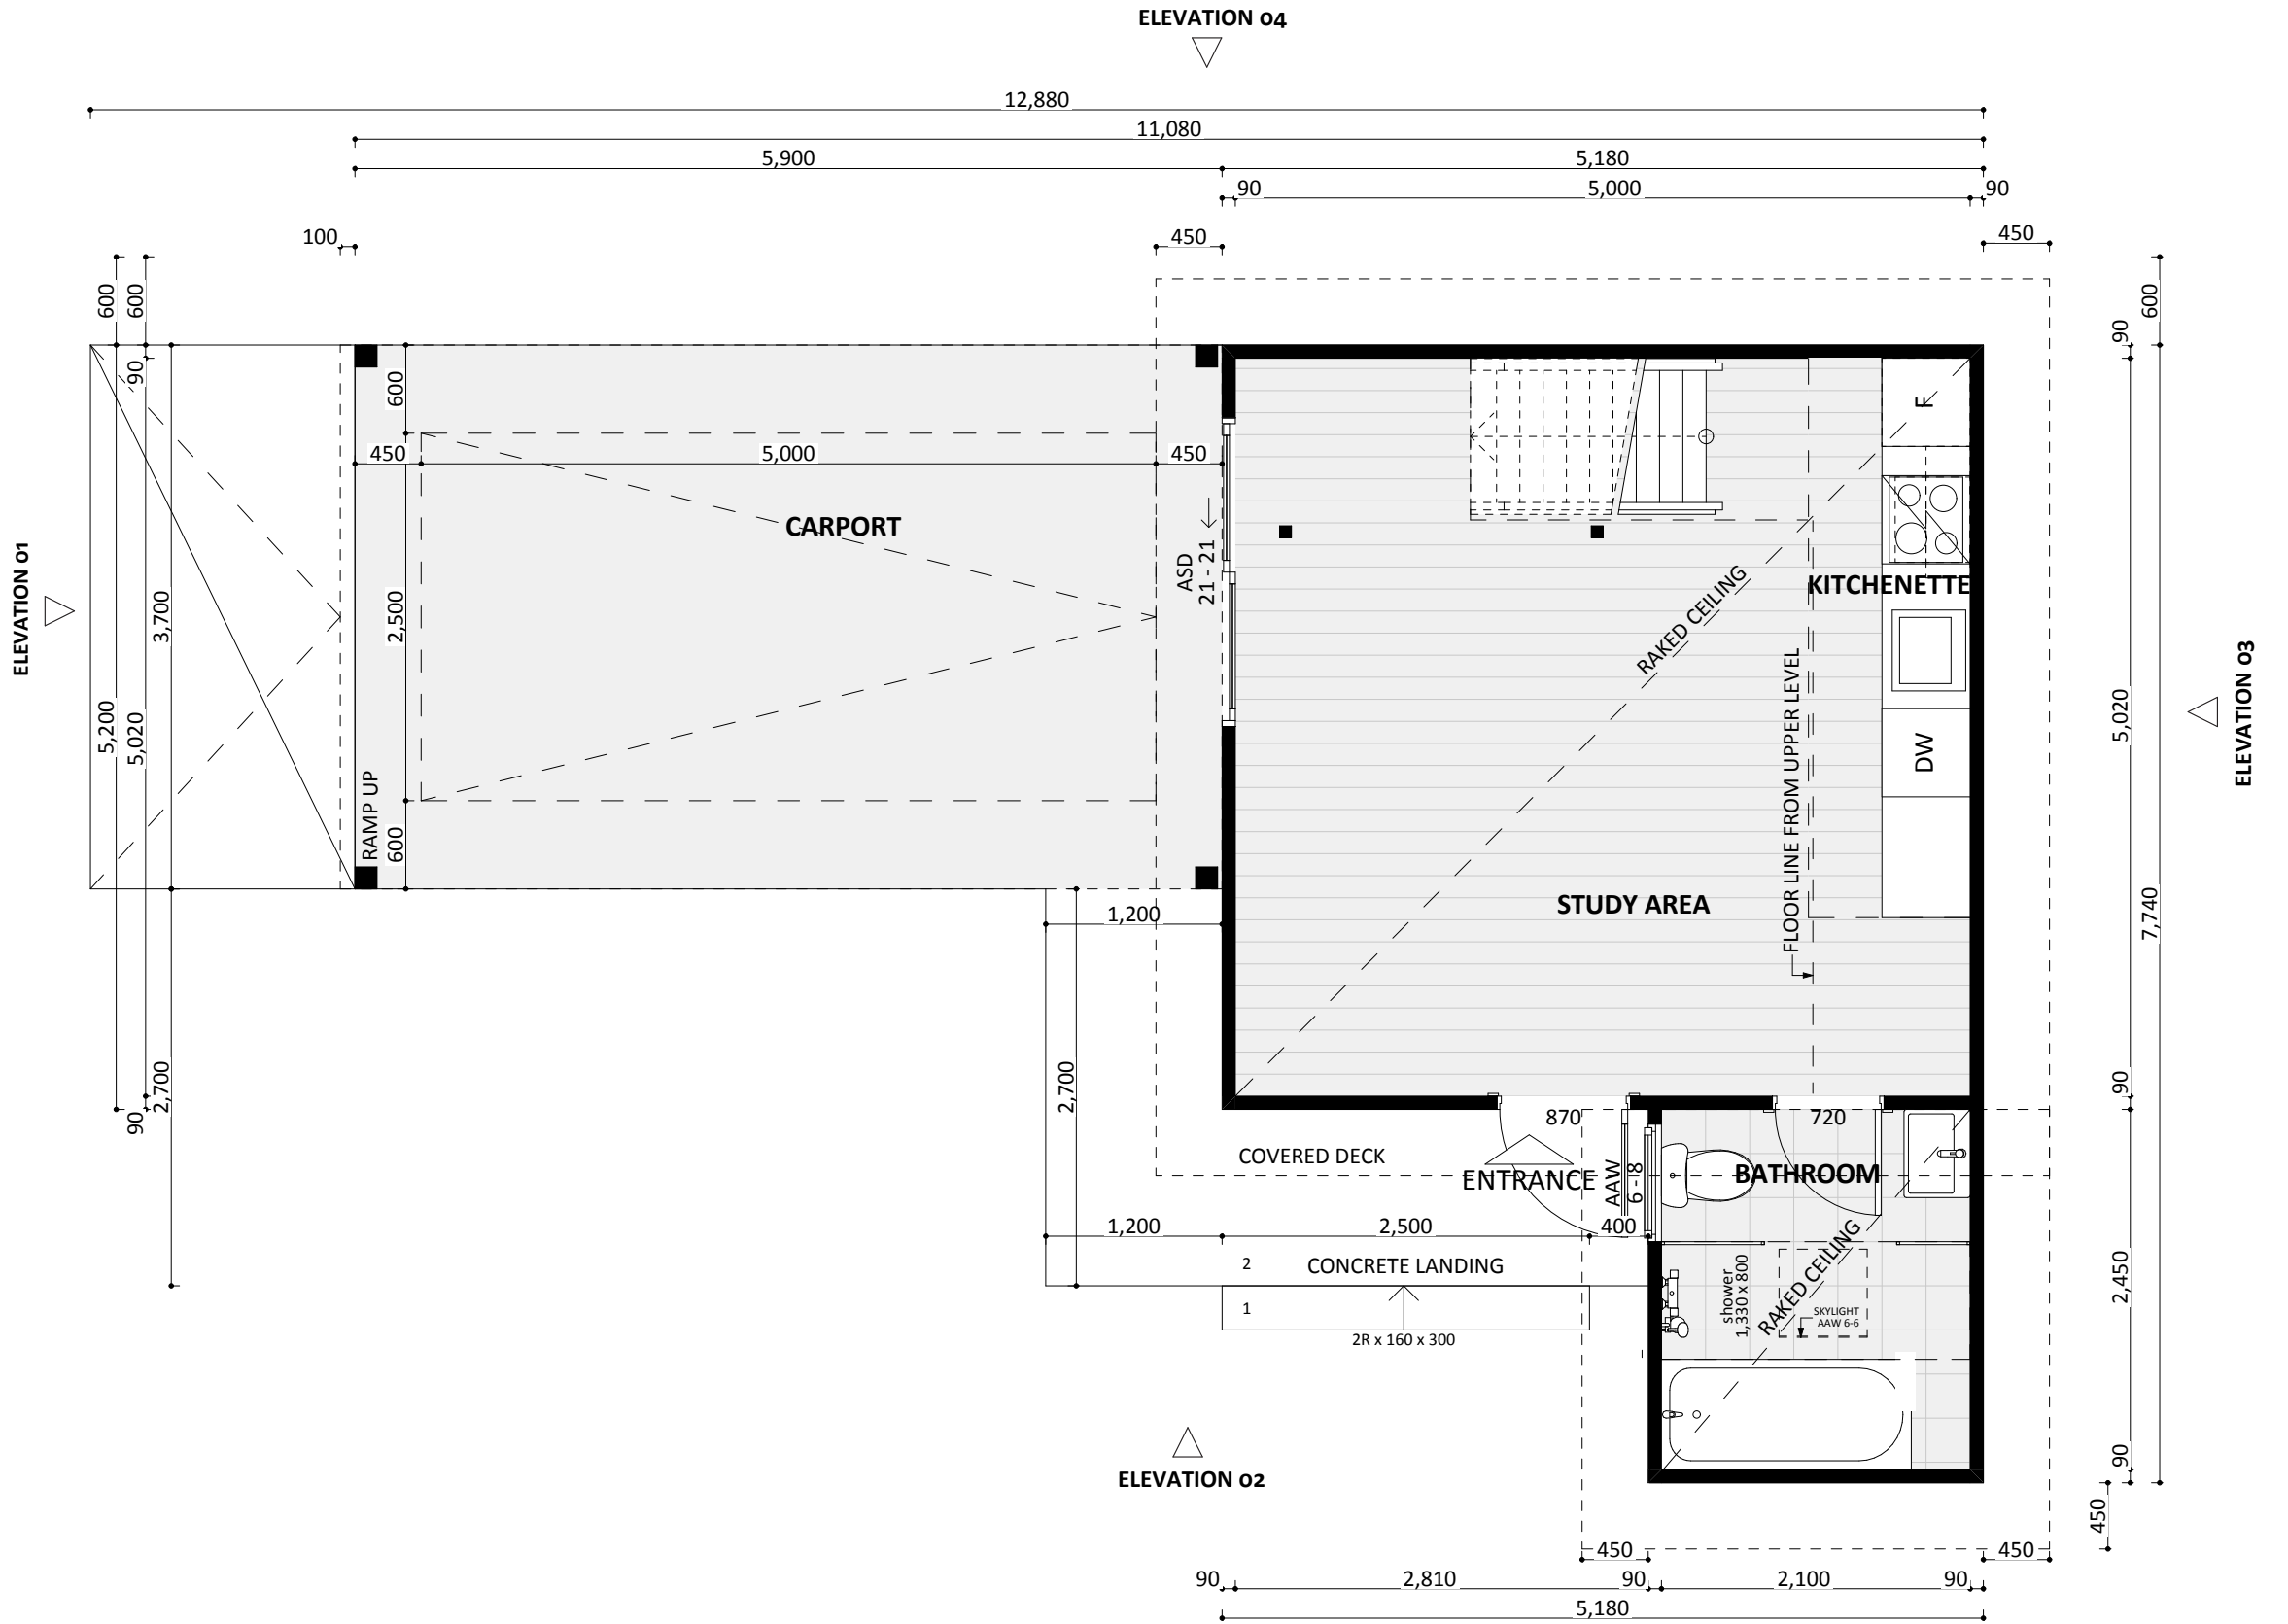 ELEVATION 04
12,880
11,080
5,900
5,180
90
5,000
90
100
450
450
600
600
600
90
90
600
450
5,000
450
F
CARPORT
ASD
21 - 21
KITCHENETTE
RAKED CEILING
ELEVATION 01
3,700
2,500
5,200
5,020
FLOOR LINE FROM UPPER LEVEL
ELEVATION 03
5,020
DW
RAMP UP
600
STUDY AREA
7,740
1,200
2,700
90
2,700
90
870
720
COVERED DECK
ENTRANCE
AAW
6 - 8
BATHROOM
1,200
2,500
400
2
CONCRETE LANDING
1
2R x 160 x 300
shower
1,330 x 800
RAKED CEILING
SKYLIGHT
AAW 6-6
2,450
90
ELEVATION 02
450
450
450
90
2,810
90
2,100
90
5,180